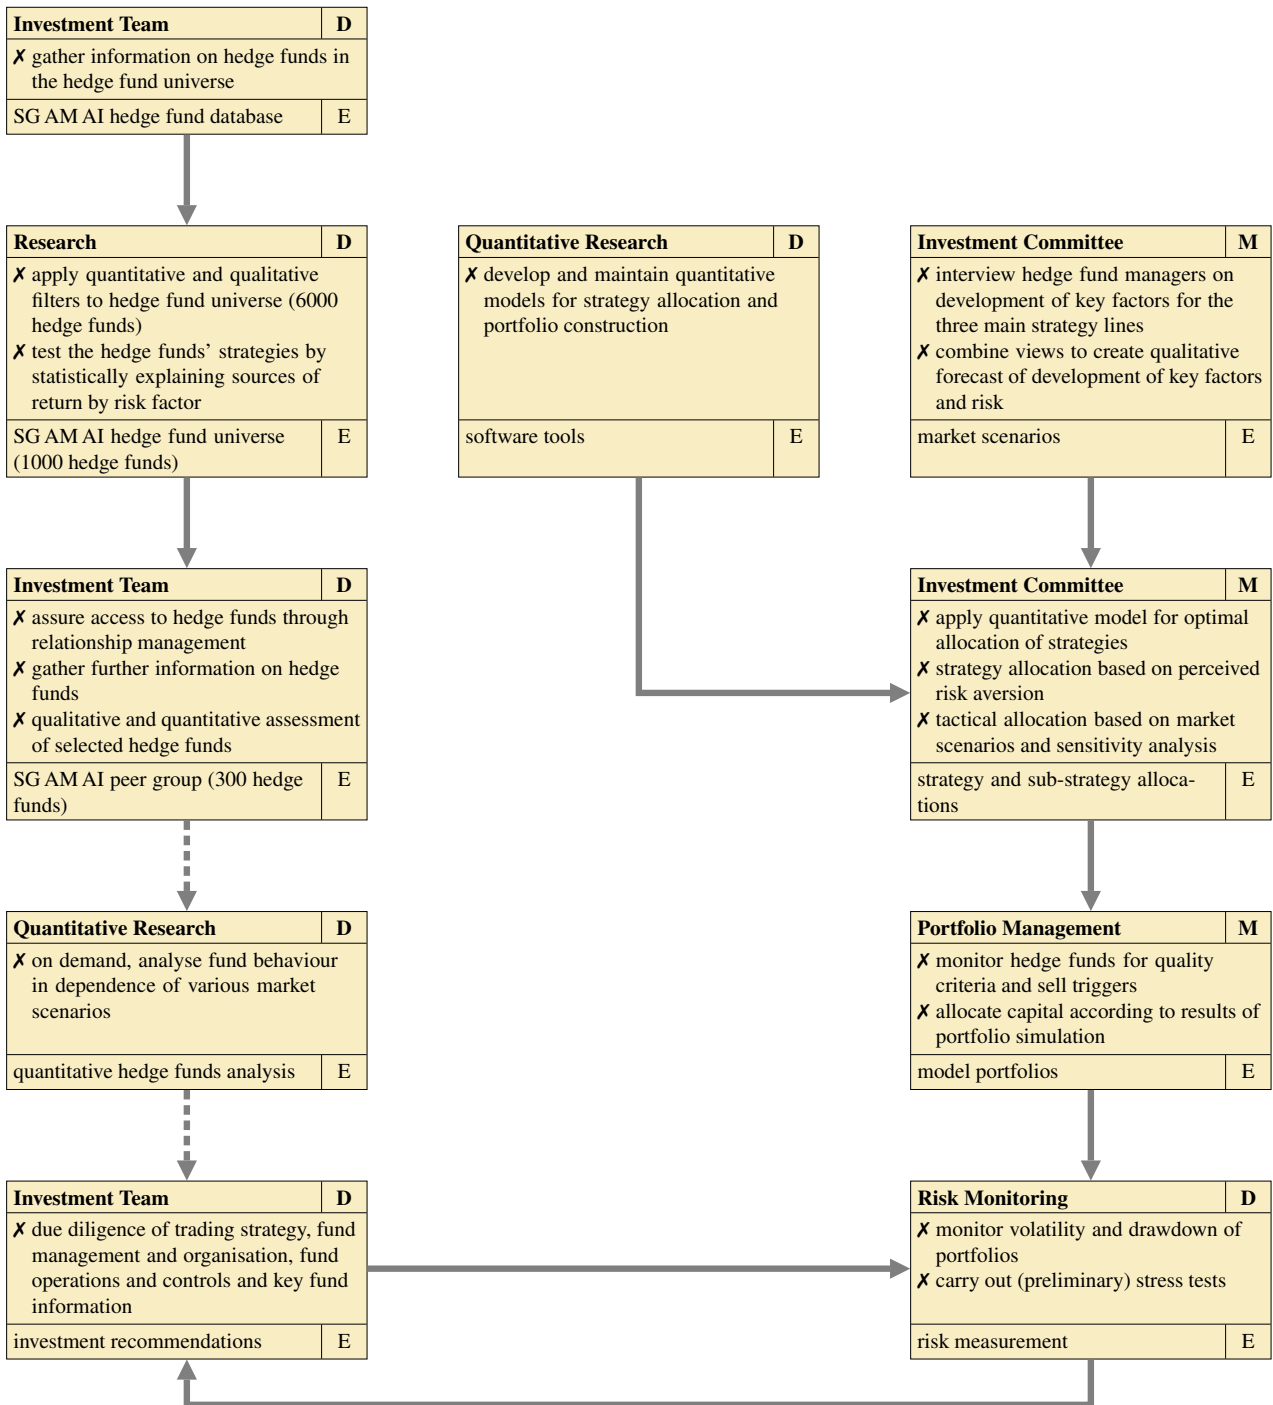 Investment Team D
✗ gather information on hedge funds in
the hedge fund universe
SG AM AI hedge fund database E
Research D
✗ apply quantitative and qualitative
filters to hedge fund universe (6000
hedge funds)
✗ test the hedge funds’ strategies by
statistically explaining sources of
return by risk factor
SG AM AI hedge fund universe E
(1000 hedge funds)
Quantitative Research D
✗ develop and maintain quantitative
models for strategy allocation and
portfolio construction
software tools E
Investment Committee M
✗ interview hedge fund managers on
development of key factors for the
three main strategy lines
✗ combine views to create qualitative
forecast of development of key factors
and risk
market scenarios E
Investment Team D
✗ assure access to hedge funds through
relationship management
✗ gather further information on hedge
funds
✗ qualitative and quantitative assessment
of selected hedge funds
SG AM AI peer group (300 hedge E
funds)
Investment Committee M
✗ apply quantitative model for optimal
allocation of strategies
✗ strategy allocation based on perceived
risk aversion
✗ tactical allocation based on market
scenarios and sensitivity analysis
strategy and sub-strategy alloca- E
tions
Quantitative Research D
✗ on demand, analyse fund behaviour
in dependence of various market
scenarios
quantitative hedge funds analysis E
Portfolio Management M
✗ monitor hedge funds for quality
criteria and sell triggers
✗ allocate capital according to results of
portfolio simulation
model portfolios E
Investment Team D
✗ due diligence of trading strategy, fund
management and organisation, fund
operations and controls and key fund
information
investment recommendations E
Risk Monitoring D
✗ monitor volatility and drawdown of
portfolios
✗ carry out (preliminary) stress tests
risk measurement E